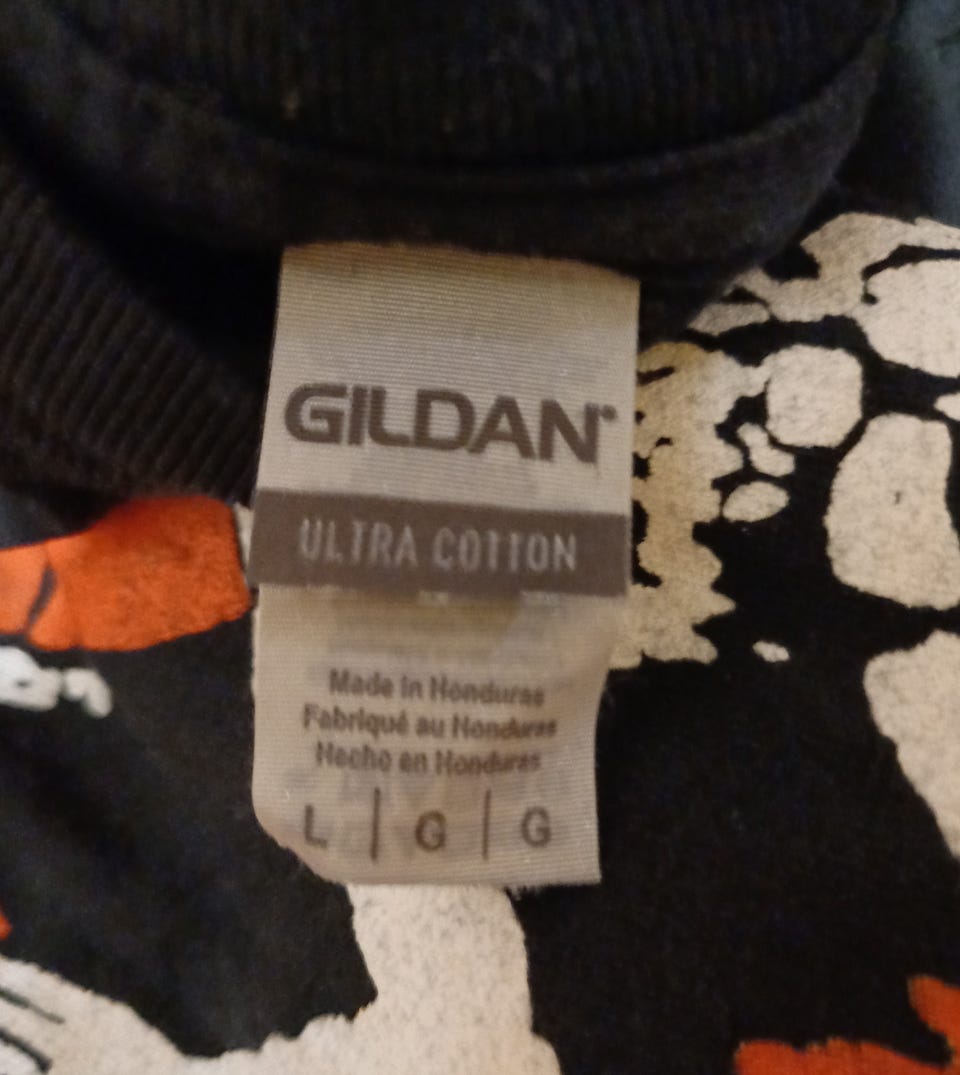 GILDAN
ULTRA COTTON
Made in Honduras
Fabriqué au Honduras
Hecho en Honduras
L | G | G